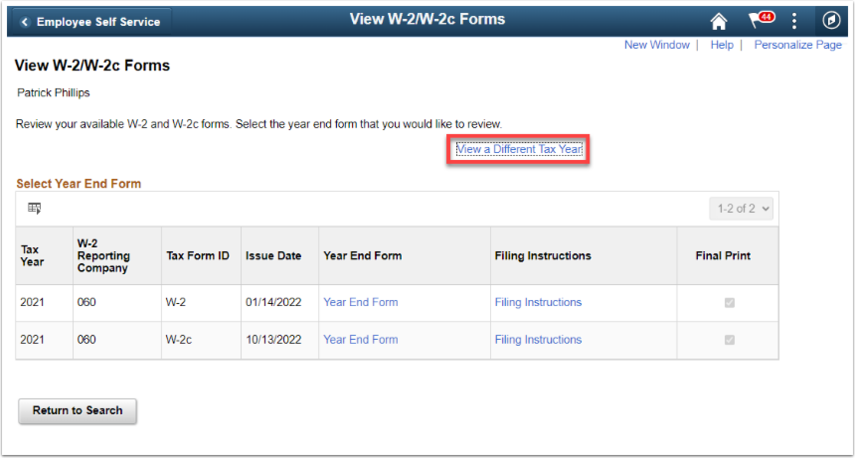 Employee Self Service
View W-2/W-2c Forms
44
New Window | Help | Personalize Page
View W-2/W-2c Forms
Patrick Phillips
Review your available W-2 and W-2c forms. Select the year end form that you would like to review.
View a Different Tax Year
Select Year End Form
1-2 of 2
Tax Year W-2 Reporting Company Tax Form ID Issue Date Year End Form Filing Instructions Final Print
2021 060 W-2 01/14/2022 Year End Form Filing Instructions
2021 060 W-2c 10/13/2022 Year End Form Filing Instructions
Return to Search